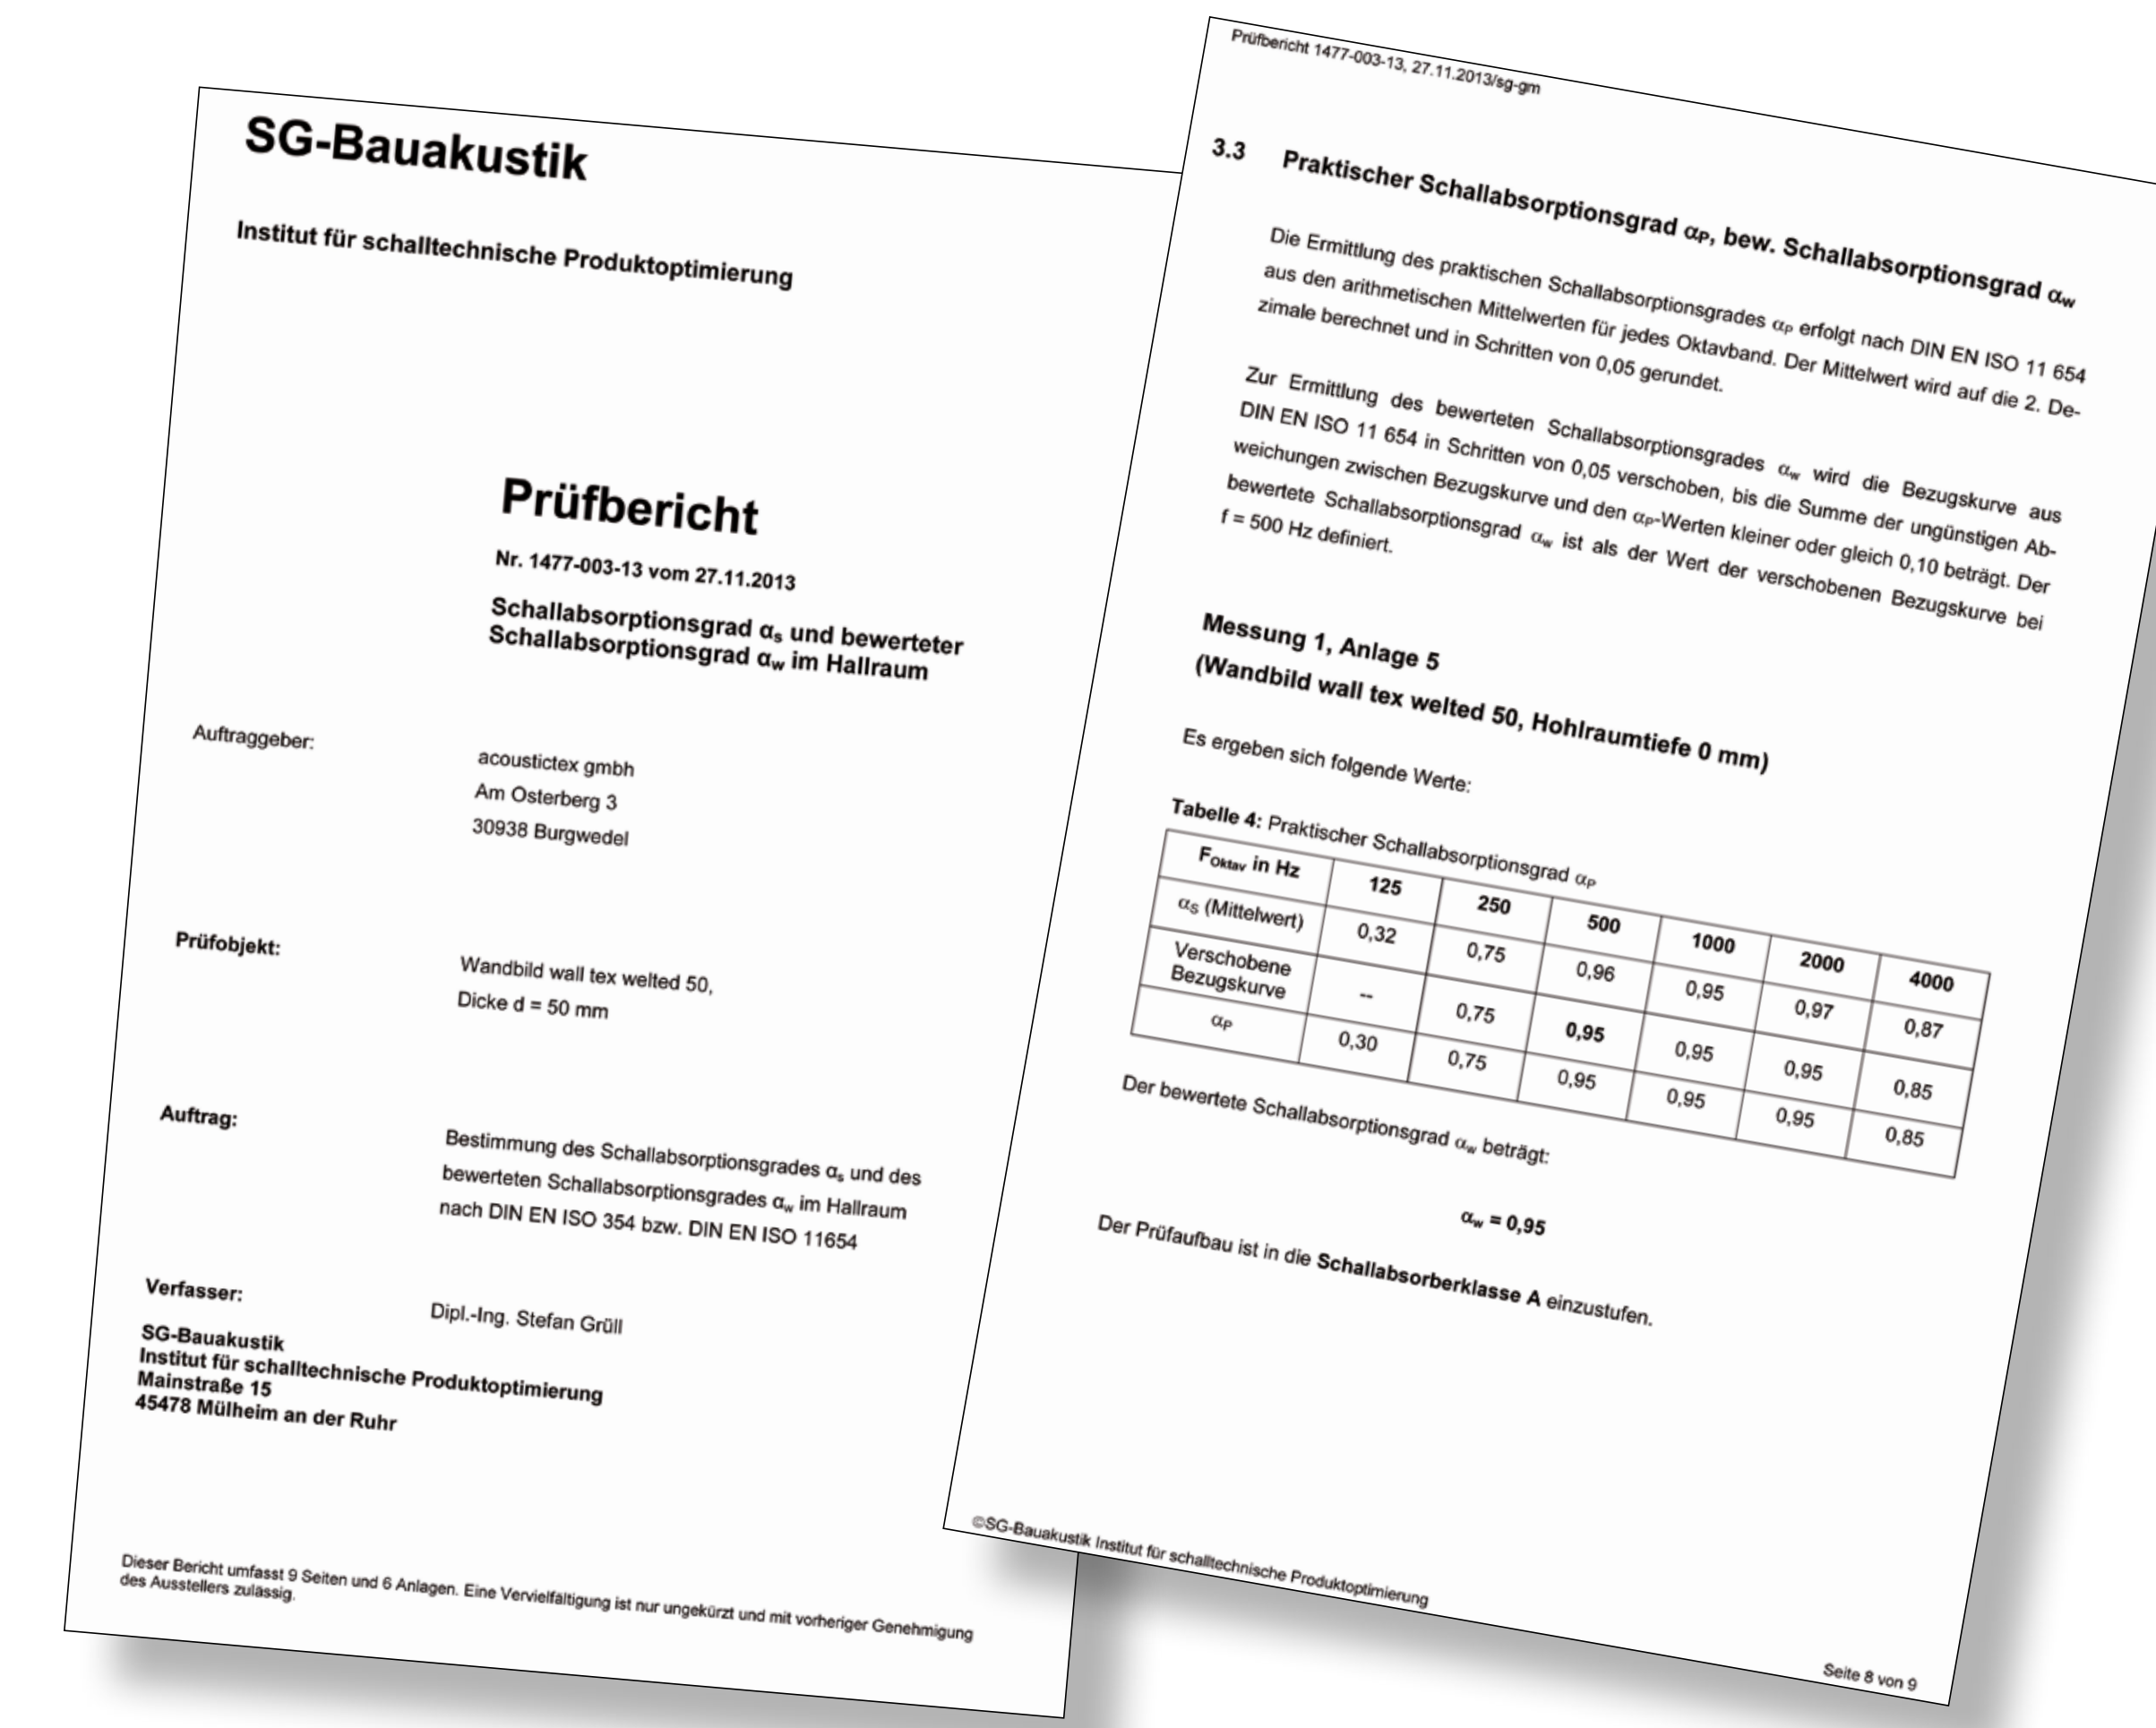 SG-Bauakustik
Institut für schalltechnische Produktoptimierung
Prüfbericht
Nr. 1477-003-13 vom 27.11.2013
Schallabsorptionsgrad αs und bewerteter
Schallabsorptionsgrad αw im Hallraum
Auftraggeber:
acoustictex gmbh
Am Osterberg 3
30938 Burgwedel
Prüfobjekt:
Wandbild wall tex welted 50,
Dicke d = 50 mm
Auftrag:
Bestimmung des Schallabsorptionsgrades αs und des
bewerteten Schallabsorptionsgrades αw im Hallraum
nach DIN EN ISO 354 bzw. DIN EN ISO 11654
Verfasser:
Dipl.-Ing. Stefan Grüll
SG-Bauakustik
Institut für schalltechnische Produktoptimierung
Mainstraße 15
45478 Mülheim an der Ruhr
Dieser Bericht umfasst 9 Seiten und 6 Anlagen. Eine Vervielfältigung ist nur ungekürzt und mit vorheriger Genehmigung
des Ausstellers zulässig.
Prüfbericht 1477-003-13, 27.11.2013/sg-gm
3.3 Praktischer Schallabsorptionsgrad αP, bew. Schallabsorptionsgrad αw
Die Ermittlung des praktischen Schallabsorptionsgrades αP erfolgt nach DIN EN ISO 11 654
aus den arithmetischen Mittelwerten für jedes Oktavband. Der Mittelwert wird auf die 2. De-
zimale berechnet und in Schritten von 0,05 gerundet.
Zur Ermittlung des bewerteten Schallabsorptionsgrades αw wird die Bezugskurve aus
DIN EN ISO 11 654 in Schritten von 0,05 verschoben, bis die Summe der ungünstigen Ab-
weichungen zwischen Bezugskurve und den αP-Werten kleiner oder gleich 0,10 beträgt. Der
bewertete Schallabsorptionsgrad αw ist als der Wert der verschobenen Bezugskurve bei
f = 500 Hz definiert.
Messung 1, Anlage 5
(Wandbild wall tex welted 50, Hohlraumtiefe 0 mm)
Es ergeben sich folgende Werte:
Tabelle 4: Praktischer Schallabsorptionsgrad αP
FOktav in Hz 125 250 500 1000 2000 4000
αS (Mittelwert) 0,32 0,75 0,96 0,95 0,97 0,87
Verschobene
Bezugskurve -- 0,75 0,95 0,95 0,95 0,85
αP 0,30 0,75 0,95 0,95 0,95 0,85
Der bewertete Schallabsorptionsgrad αw beträgt:
αw = 0,95
Der Prüfaufbau ist in die Schallabsorberklasse A einzustufen.
©SG-Bauakustik Institut für schalltechnische Produktoptimierung
Seite 8 von 9